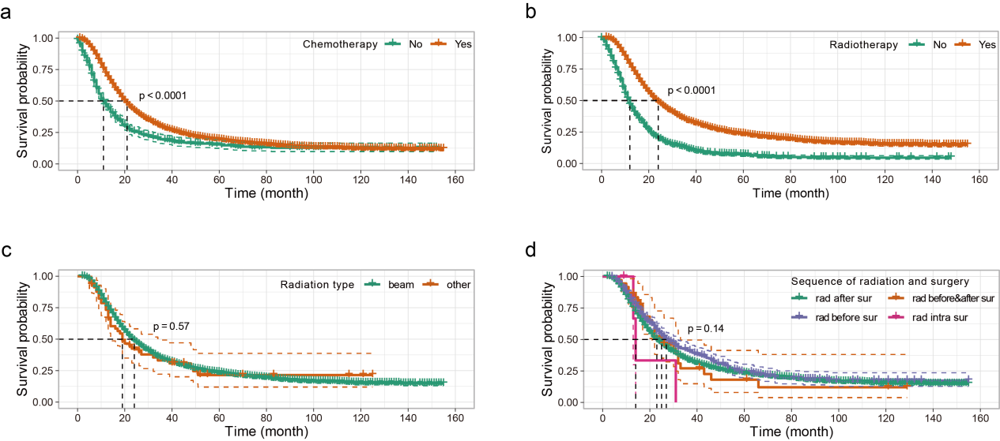 a
Chemotherapy No Yes
Survival probability
1.00
0.75
0.50
0.25
0.00
p < 0.0001
0 20 40 60 80 100 120 140 160
Time (month)
b
Radiotherapy No Yes
Survival probability
1.00
0.75
0.50
0.25
0.00
p < 0.0001
0 20 40 60 80 100 120 140 160
Time (month)
c
Radiation type beam other
Survival probability
1.00
0.75
0.50
0.25
0.00
p = 0.57
0 20 40 60 80 100 120 140 160
Time (month)
d
Sequence of radiation and surgery
rad after sur rad before&after sur
rad before sur rad intra sur
Survival probability
1.00
0.75
0.50
0.25
0.00
p = 0.14
0 20 40 60 80 100 120 140 160
Time (month)